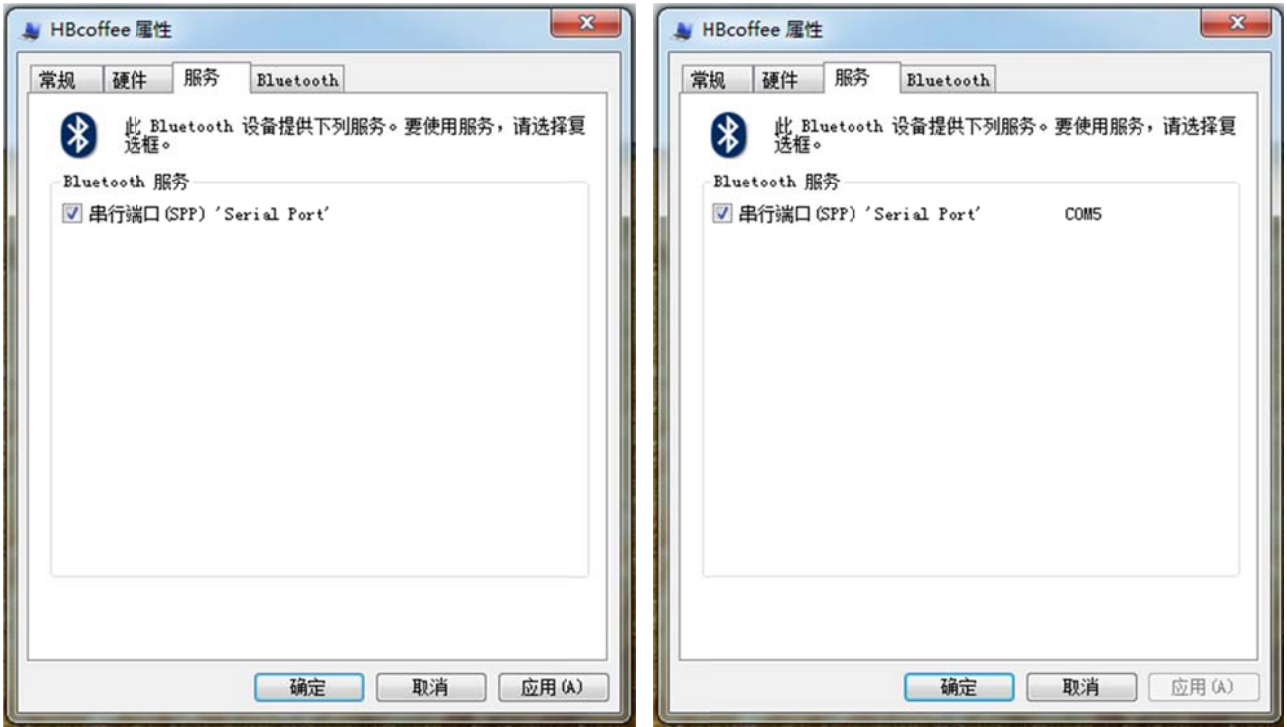 HBcoffee 属性
常规 硬件 服务 Bluetooth
此 Bluetooth 设备提供下列服务。要使用服务，请选择复
选框。
Bluetooth 服务
串行端口(SPP) 'Serial Port'
确定 取消 应用(A)
HBcoffee 属性
常规 硬件 服务 Bluetooth
此 Bluetooth 设备提供下列服务。要使用服务，请选择复
选框。
Bluetooth 服务
串行端口(SPP) 'Serial Port' COM5
确定 取消 应用(A)